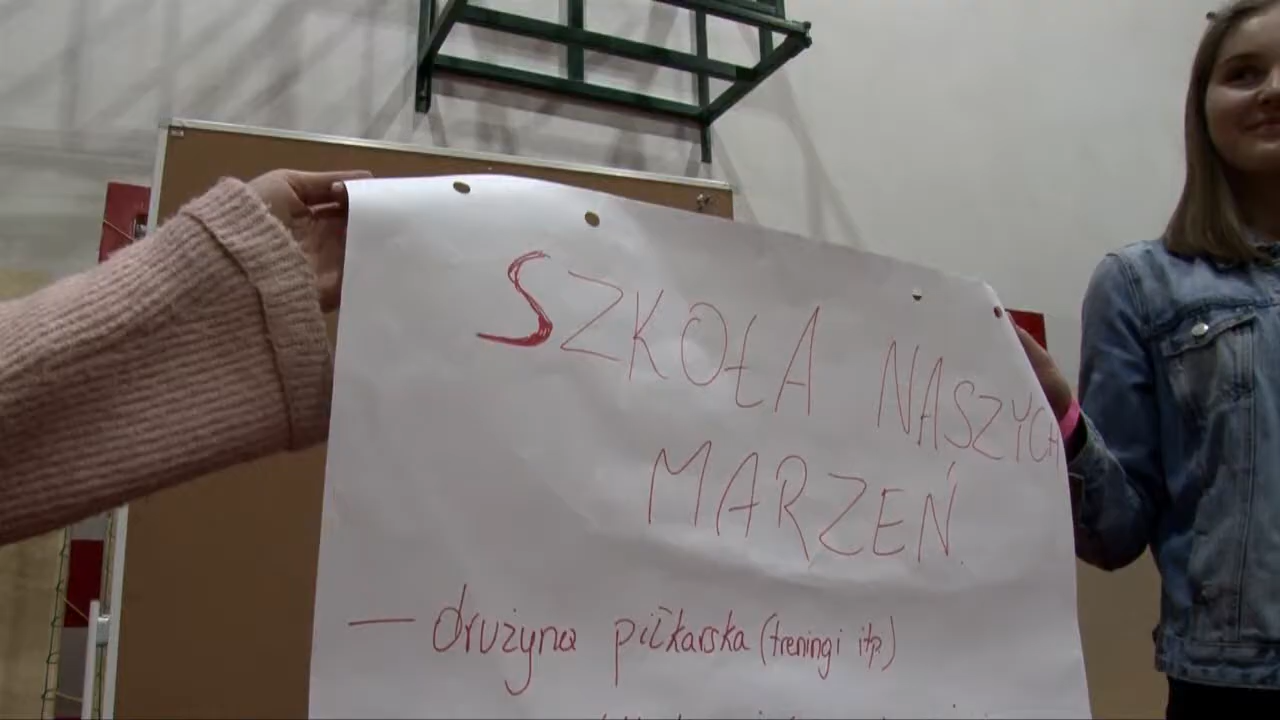 SZKOŁA NASZYCH
MARZEŃ
— drużyna piłkarska (treningi itp)